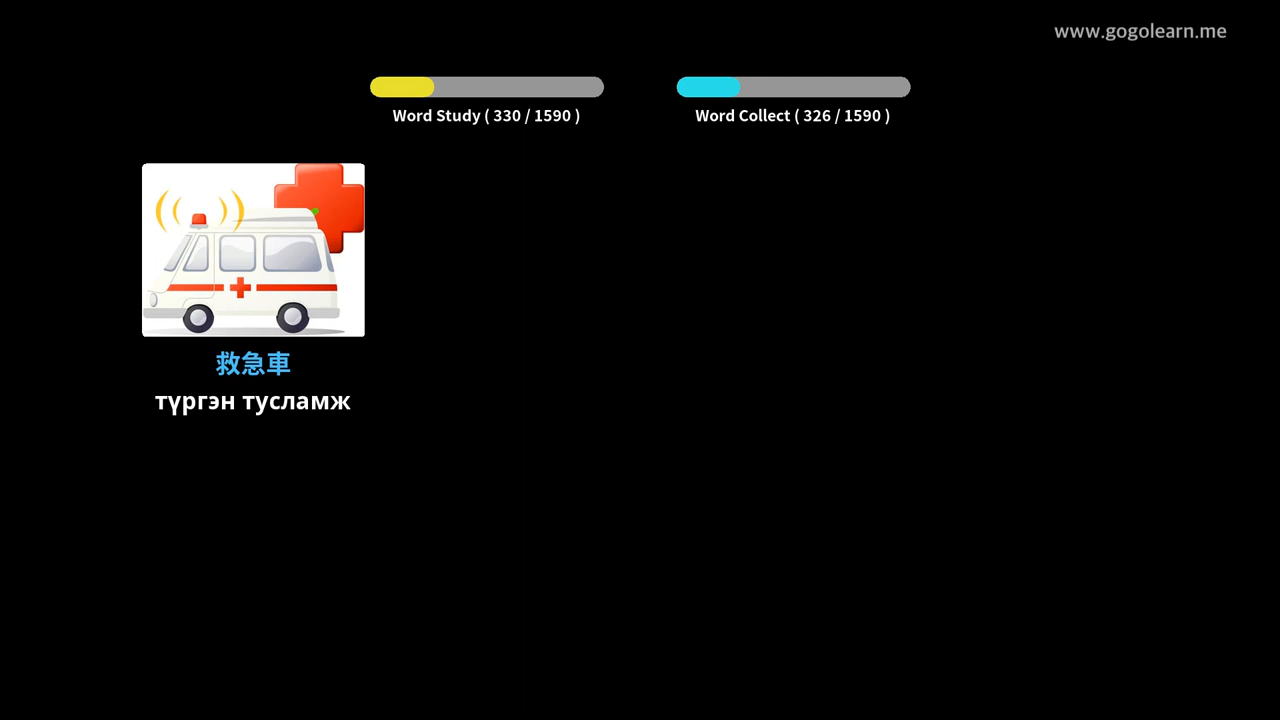 www.gogolearn.me
Word Study ( 330 / 1590 )
Word Collect ( 326 / 1590 )
救急車
түргэн тусламж